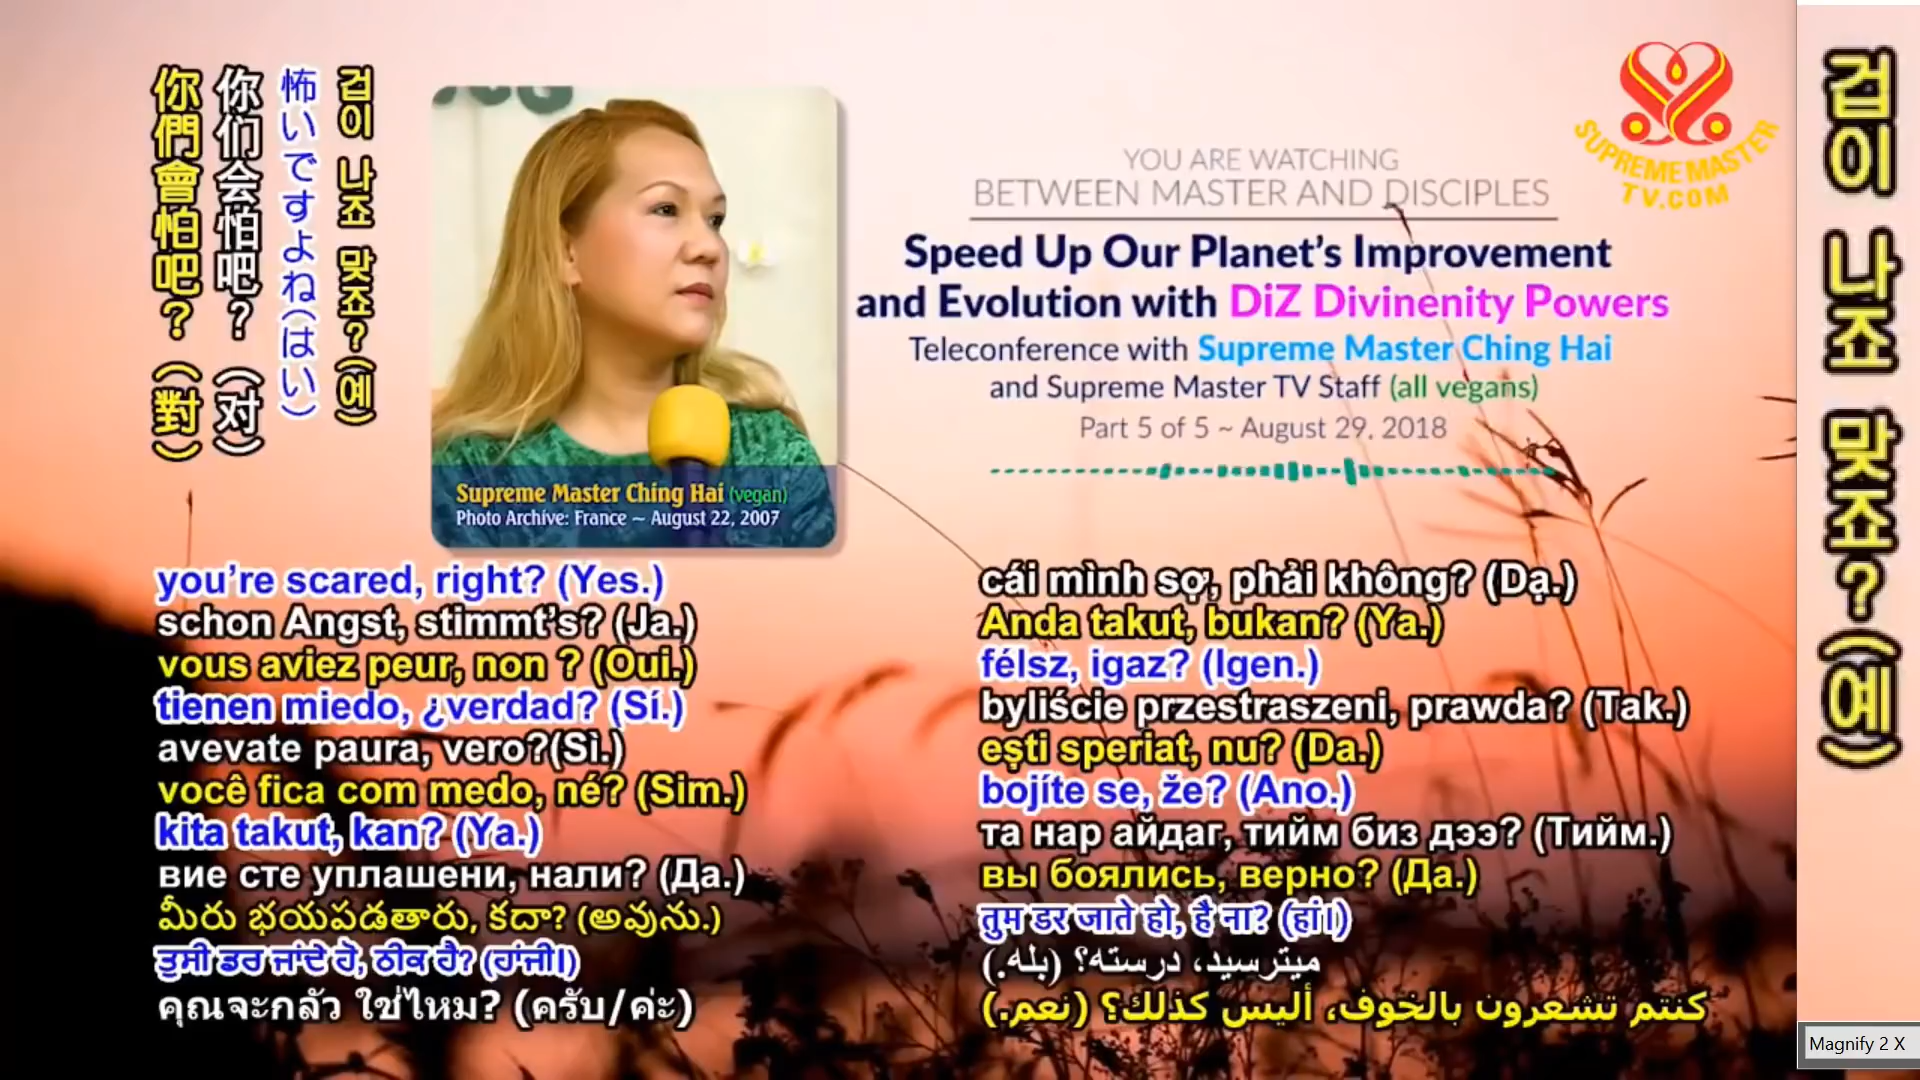 你們會怕吧？（對）
你们会怕吧？（对）
怖いですよね(はい)
겁이 나죠 맞죠?(예)
Supreme Master Ching Hai (vegan)
Photo Archive: France ~ August 22, 2007
YOU ARE WATCHING
BETWEEN MASTER AND DISCIPLES
Speed Up Our Planet's Improvement
and Evolution with DiZ Divinenity Powers
Teleconference with Supreme Master Ching Hai
and Supreme Master TV Staff (all vegans)
Part 5 of 5 ~ August 29, 2018
SUPREME MASTER
TV.COM
you're scared, right? (Yes.)
schon Angst, stimmt's? (Ja.)
vous aviez peur, non ? (Oui.)
tienen miedo, ¿verdad? (Sí.)
avevate paura, vero?(Sì.)
você fica com medo, né? (Sim.)
kita takut, kan? (Ya.)
вие сте уплашени, нали? (Да.)
మీరు భయపడతారు, కదా? (అవును.)
ਤੁਸੀ ਡਰ ਜਾਂਦੇ ਹੋ, ਠੀਕ ਹੈ? (ਹਾਂਜੀ।)
คุณจะกลัว ใช่ไหม? (ครับ/ค่ะ)
cái mình sợ, phải không? (Dạ.)
Anda takut, bukan? (Ya.)
félsz, igaz? (Igen.)
byliście przestraszeni, prawda? (Tak.)
ești speriat, nu? (Da.)
bojíte se, že? (Ano.)
та нар айдаг, тийм биз дээ? (Тийм.)
вы боялись, верно? (Да.)
तुम डर जाते हो, है ना? (हां।)
میترسید، درسته؟ (بله.)
كنتم تشعرون بالخوف، أليس كذلك؟ (نعم.)
겁이 나죠 맞죠?(예)
Magnify 2 X